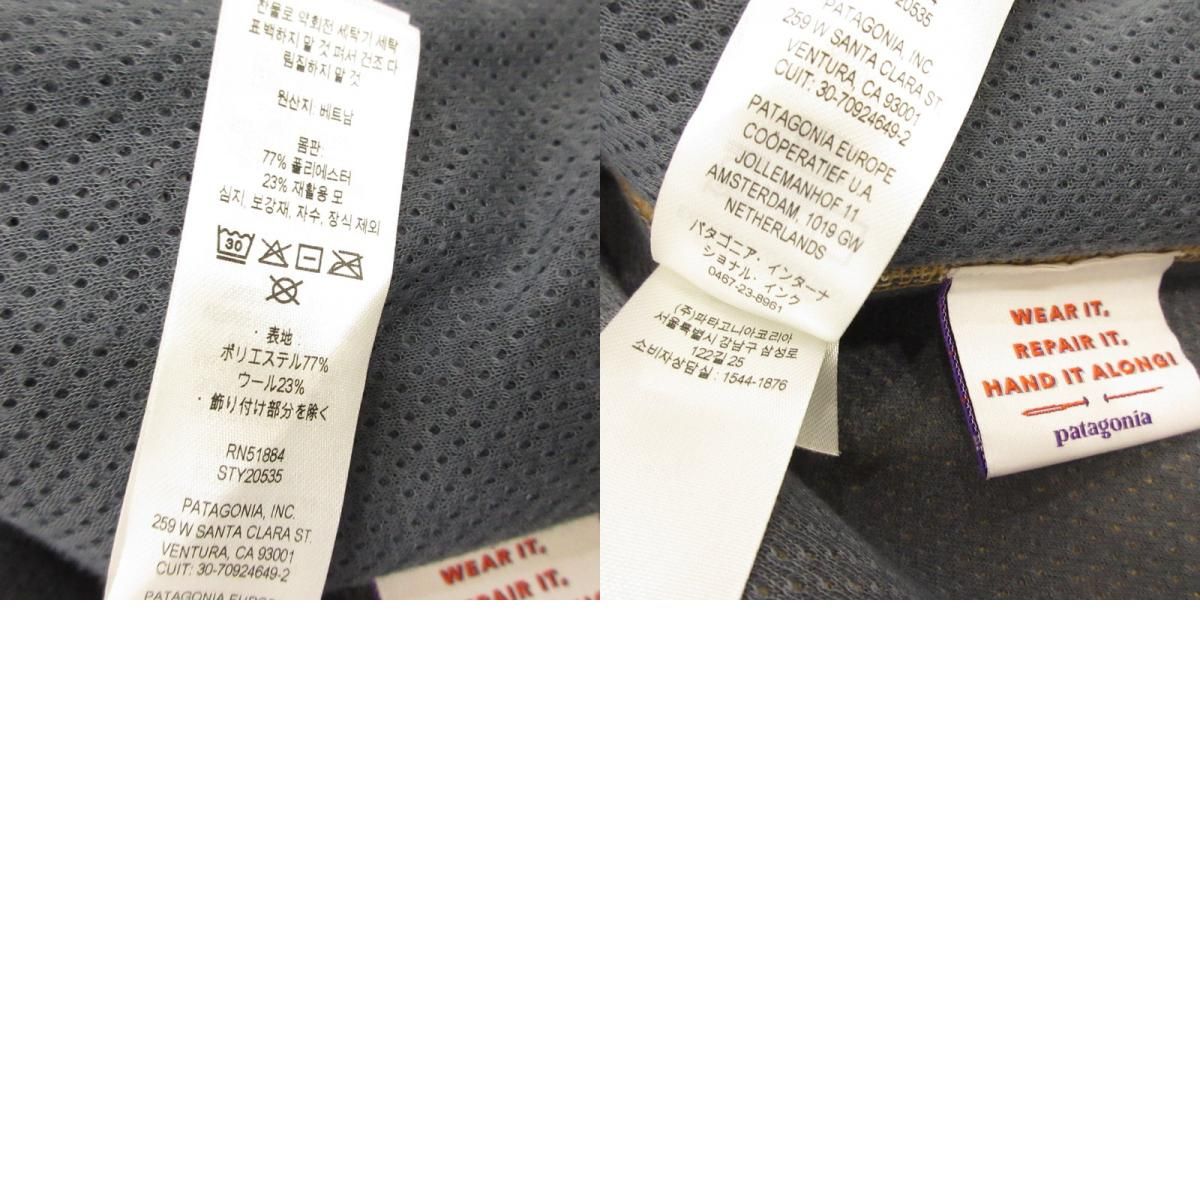 찬물로 약회전 세탁기 세탁
표백하지 말 것 펴서 건조 다
림질하지 말 것
원산지: 베트남
몸판:
77% 폴리에스터
23% 재활용 모
심지, 보강재, 자수, 장식 제외
30
・表地:
ポリエステル77%
ウール23%
・飾り付け部分を除く
RN51884
STY20535
PATAGONIA, INC.
259 W SANTA CLARA ST.
VENTURA, CA 93001
CUIT: 30-70924649-2
PATAGONIA EUROP
WEAR IT,
PAIR IT,
20535
PATAGONIA, INC
259 W SANTA CLARA ST.
VENTURA, CA 93001
CUIT: 30-70924649-2
PATAGONIA EUROPE
COÖPERATIEF U.A.
JOLLEMANHOF 11
AMSTERDAM, 1019 GW
NETHERLANDS
パタゴニア・インターナ
ショナル・インク
0467-23-8961
(주)파타고니아코리아
서울특별시 강남구 삼성로
122길 25
소비자상담실 : 1544-1876
WEAR IT,
REPAIR IT,
HAND IT ALONG!
patagonia